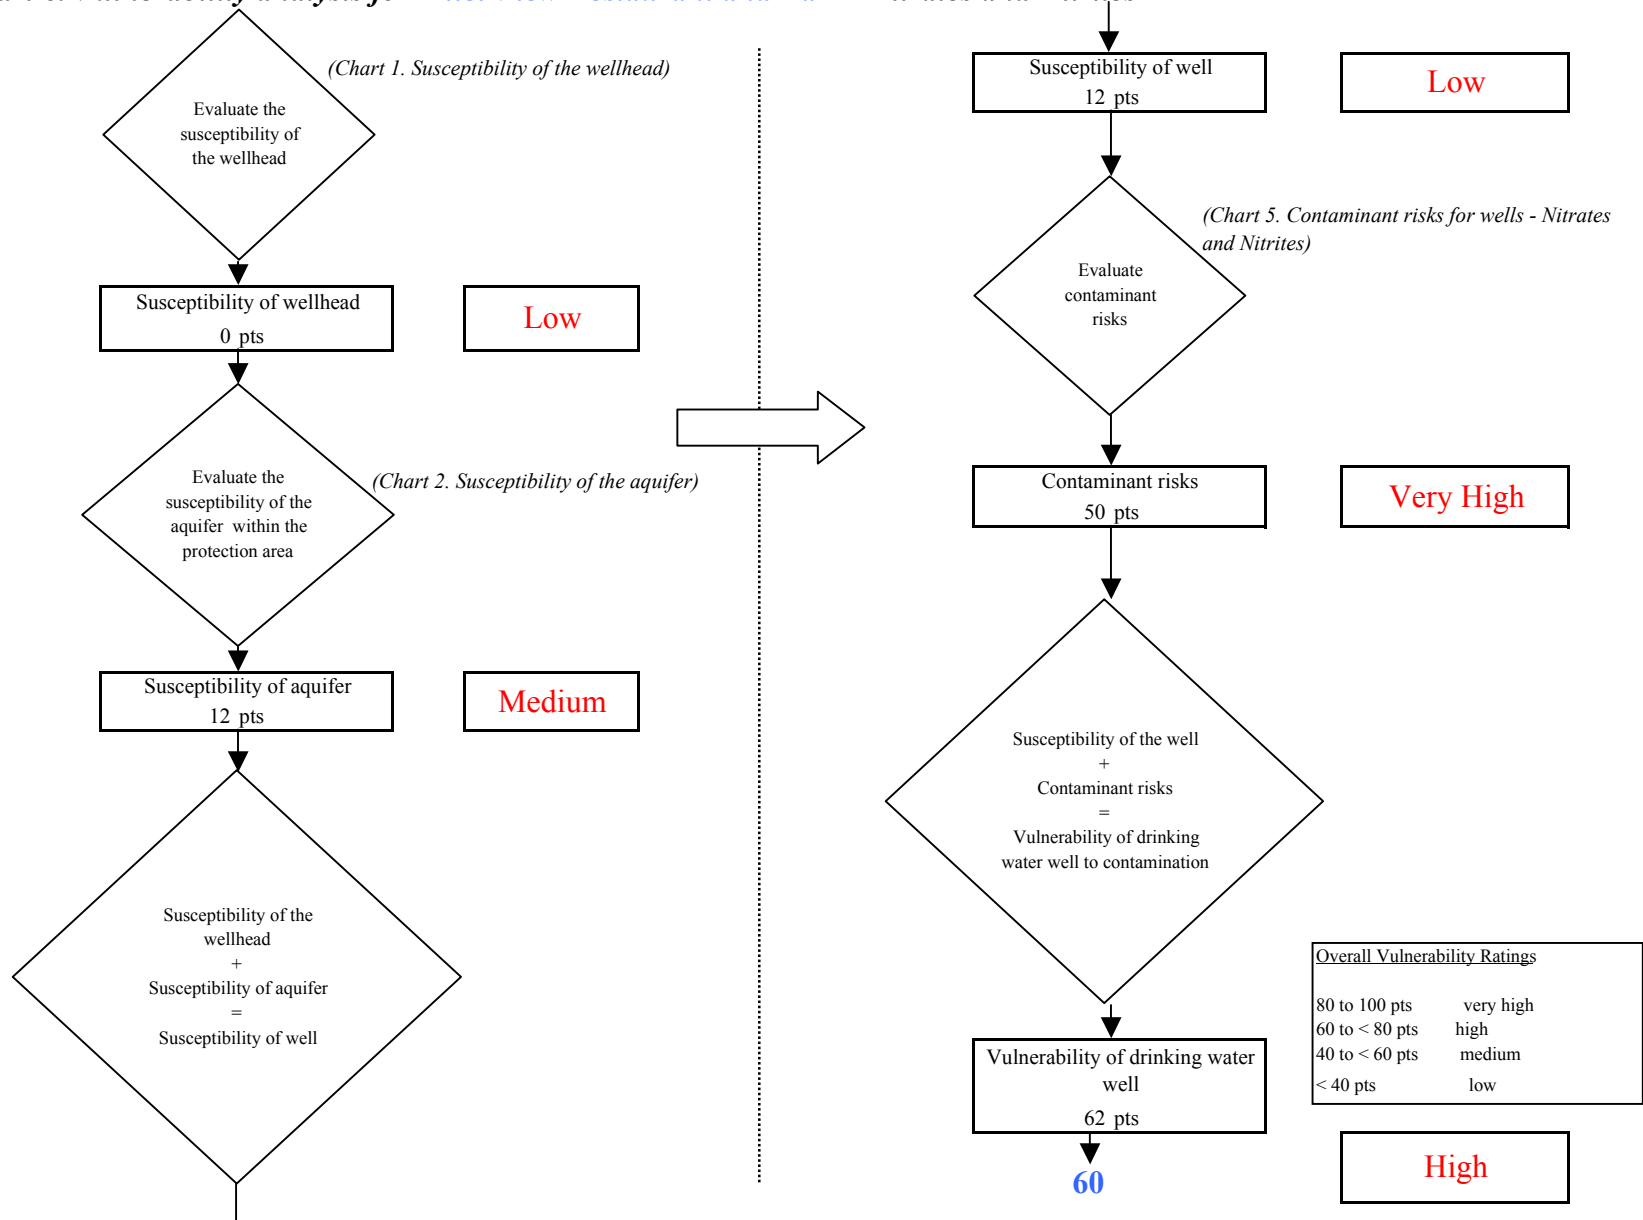 (Chart 1. Susceptibility of the wellhead)
Evaluate the
susceptibility of
the wellhead
Susceptibility of wellhead
0 pts
Low
Evaluate the
susceptibility of the
aquifer within the
protection area
(Chart 2. Susceptibility of the aquifer)
Susceptibility of aquifer
12 pts
Medium
Susceptibility of the
wellhead
+
Susceptibility of aquifer
=
Susceptibility of well
Susceptibility of well
12 pts
Low
(Chart 5. Contaminant risks for wells - Nitrates
and Nitrites)
Evaluate
contaminant
risks
Contaminant risks
50 pts
Very High
Susceptibility of the well
+
Contaminant risks
=
Vulnerability of drinking
water well to contamination
Vulnerability of drinking water
well
62 pts
60
Overall Vulnerability Ratings
80 to 100 pts very high
60 to < 80 pts high
40 to < 60 pts medium
< 40 pts low
High